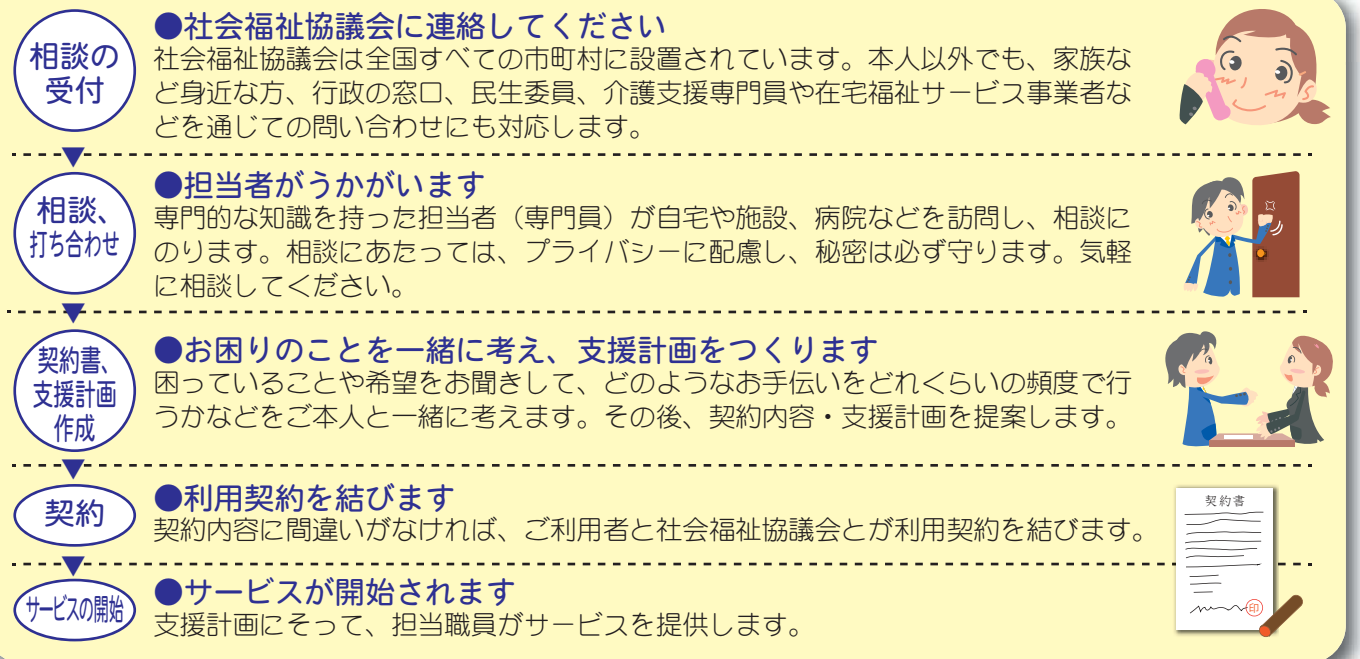 相談の
受付
●社会福祉協議会に連絡してください
社会福祉協議会は全国すべての市町村に設置されています。本人以外でも、家族な
ど身近な方、行政の窓口、民生委員、介護支援専門員や在宅福祉サービス事業者な
どを通じての問い合わせにも対応します。
相談、
打ち合わせ
●担当者がうかがいます
専門的な知識を持った担当者（専門員）が自宅や施設、病院などを訪問し、相談に
のります。相談にあたっては、プライバシーに配慮し、秘密は必ず守ります。気軽
に相談してください。
契約書、
支援計画
作成
●お困りのことを一緒に考え、支援計画をつくります
困っていることや希望をお聞きして、どのようなお手伝いをどれくらいの頻度で行
うかなどをご本人と一緒に考えます。その後、契約内容・支援計画を提案します。
契約
●利用契約を結びます
契約内容に間違いがなければ、ご利用者と社会福祉協議会とが利用契約を結びます。
契約書
印
サービスの開始
●サービスが開始されます
支援計画にそって、担当職員がサービスを提供します。